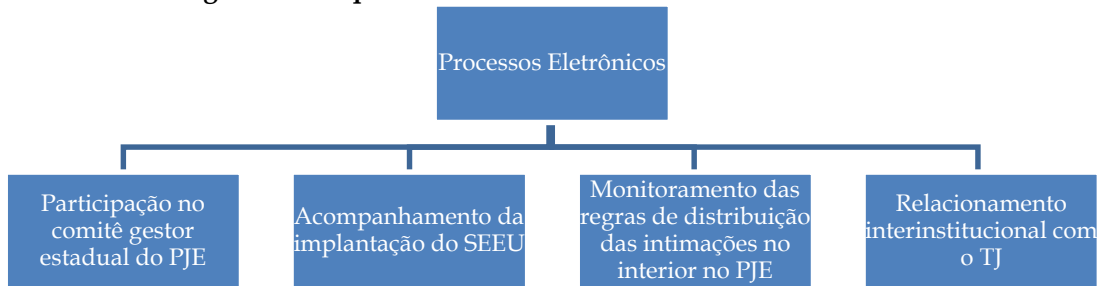 Processos Eletrônicos
Participação no
comitê gestor
estadual do PJE
Acompanhamento da
implantação do SEEU
Monitoramento das
regras de distribuição
das intimações no
interior no PJE
Relacionamento
interinstitucional com
o TJ